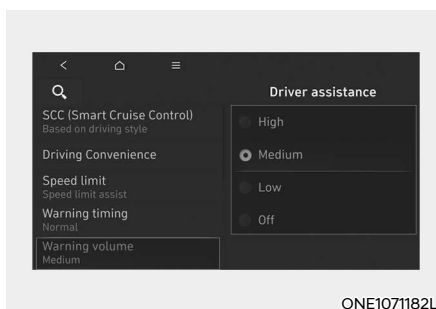 Driver assistance
SCC (Smart Cruise Control)
Based on driving style
Driving Convenience
Speed limit
Speed limit assist
Warning timing
Normal
Warning volume
Medium
High
Medium
Low
Off
ONE1071182L